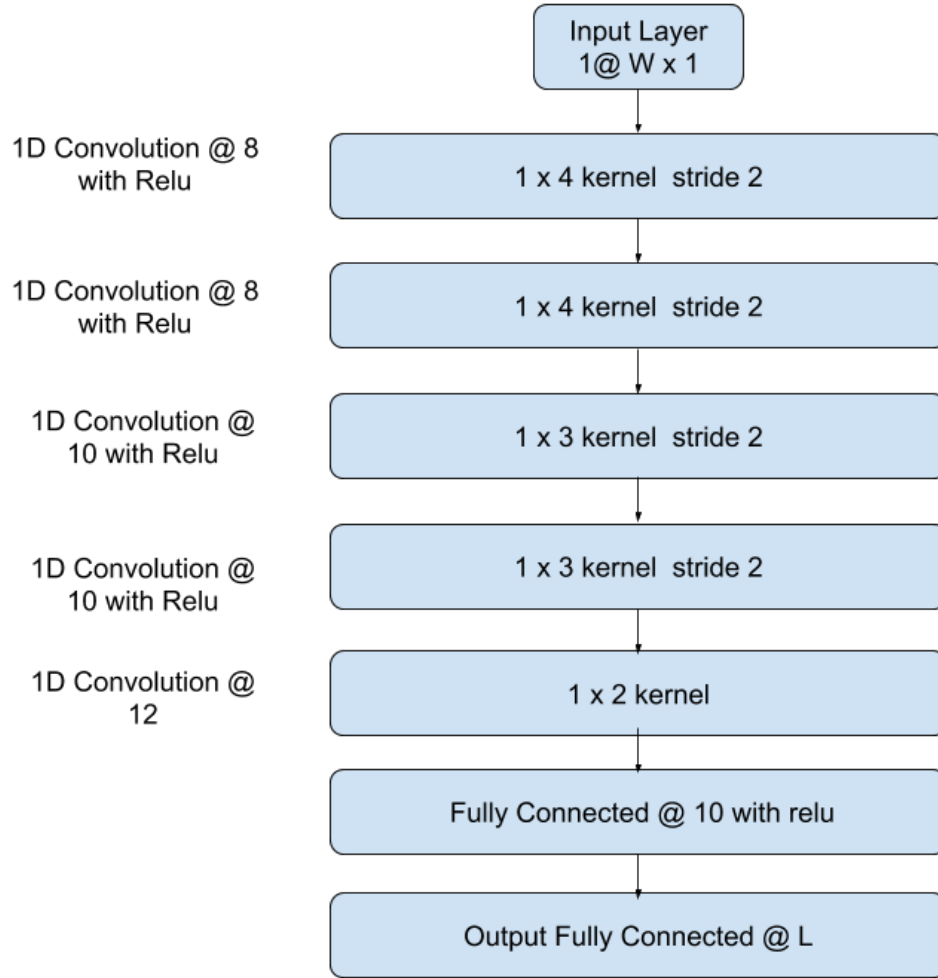 Input Layer
1@ W x 1
1D Convolution @ 8
with Relu
1 x 4 kernel  stride 2
1D Convolution @ 8
with Relu
1 x 4 kernel  stride 2
1D Convolution @
10 with Relu
1 x 3 kernel  stride 2
1D Convolution @
10 with Relu
1 x 3 kernel  stride 2
1D Convolution @
12
1 x 2 kernel
Fully Connected @ 10 with relu
Output Fully Connected @ L